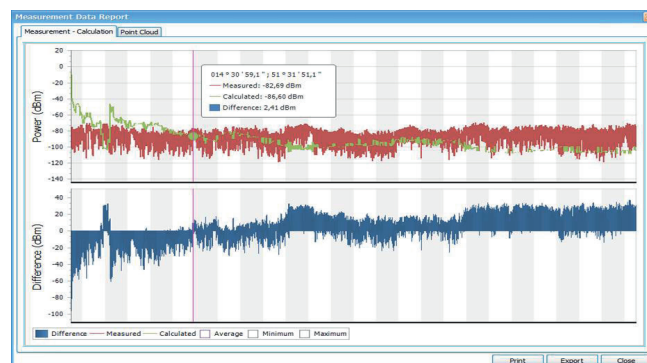 Measurement Data Report
Measurement - Calculation Point Cloud
20
0
-20
-40
-60
-80
-100
-120
-140
Power (dBm)
014 º 30 ' 59,1 " ; 51 º 31 ' 51,1 "
Measured: -82,69 dBm
Calculated: -86,60 dBm
Difference: 2,41 dBm
40
20
0
-20
-40
-60
-80
-100
Difference (dBm)
Difference Measured Calculated Average Minimum Maximum
Print Export Close